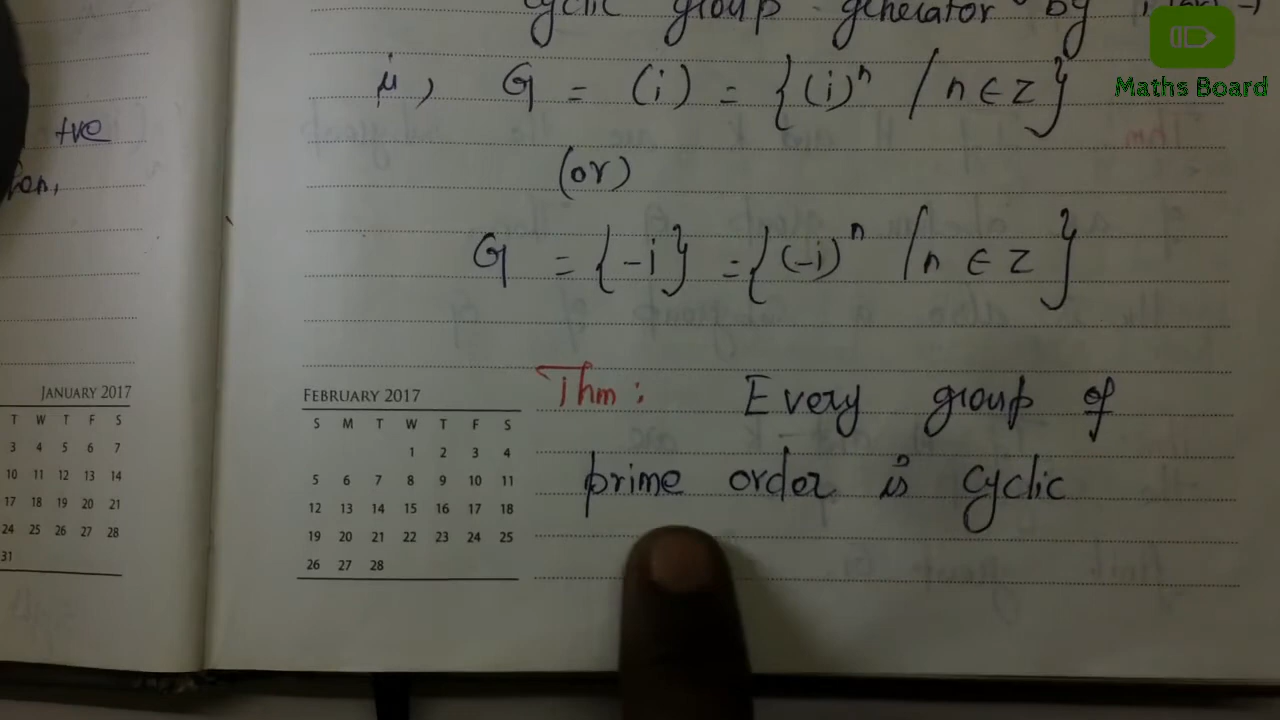 cyclic group generator by i
Maths Board
G = (i) = {(i)ⁿ / n ∈ z}
+ve
(or)
G = {-i} = {(-i)ⁿ / n ∈ z}
Thm: Every group of
prime order is cyclic
JANUARY 2017
T W T F S
3 4 5 6 7
10 11 12 13 14
17 18 19 20 21
24 25 26 27 28
31
FEBRUARY 2017
S M T W T F S
1 2 3 4
5 6 7 8 9 10 11
12 13 14 15 16 17 18
19 20 21 22 23 24 25
26 27 28